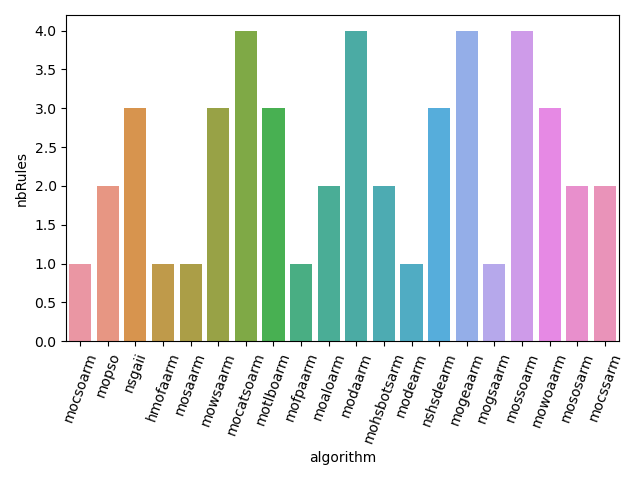 4.0
3.5
3.0
2.5
2.0
1.5
1.0
0.5
0.0
nbRules
mocsoarm
mopso
nsgaii
hmofaarm
mosaarm
mowsaarm
mocatsoarm
motlboarm
mofpaarm
moaloarm
modaarm
mohsbotsarm
modearm
nshsdearm
mogeaarm
mogsaarm
mossoarm
mowoaarm
mososarm
mocssarm
algorithm